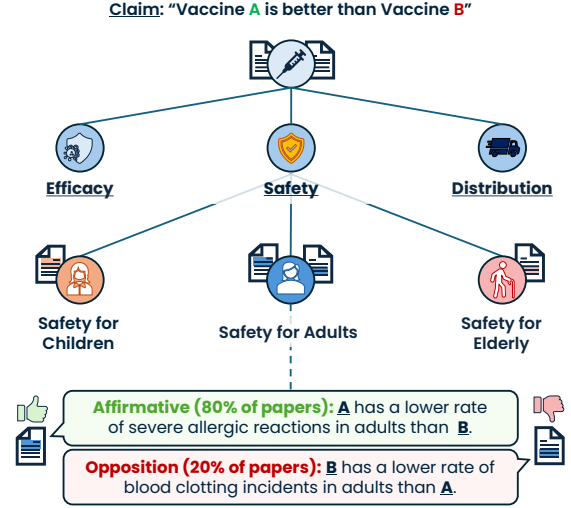 Claim: “Vaccine A is better than Vaccine B”
Efficacy
Safety
Distribution
Safety for
Children
Safety for Adults
Safety for
Elderly
Affirmative (80% of papers): A has a lower rate
of severe allergic reactions in adults than B.
Opposition (20% of papers): B has a lower rate of
blood clotting incidents in adults than A.